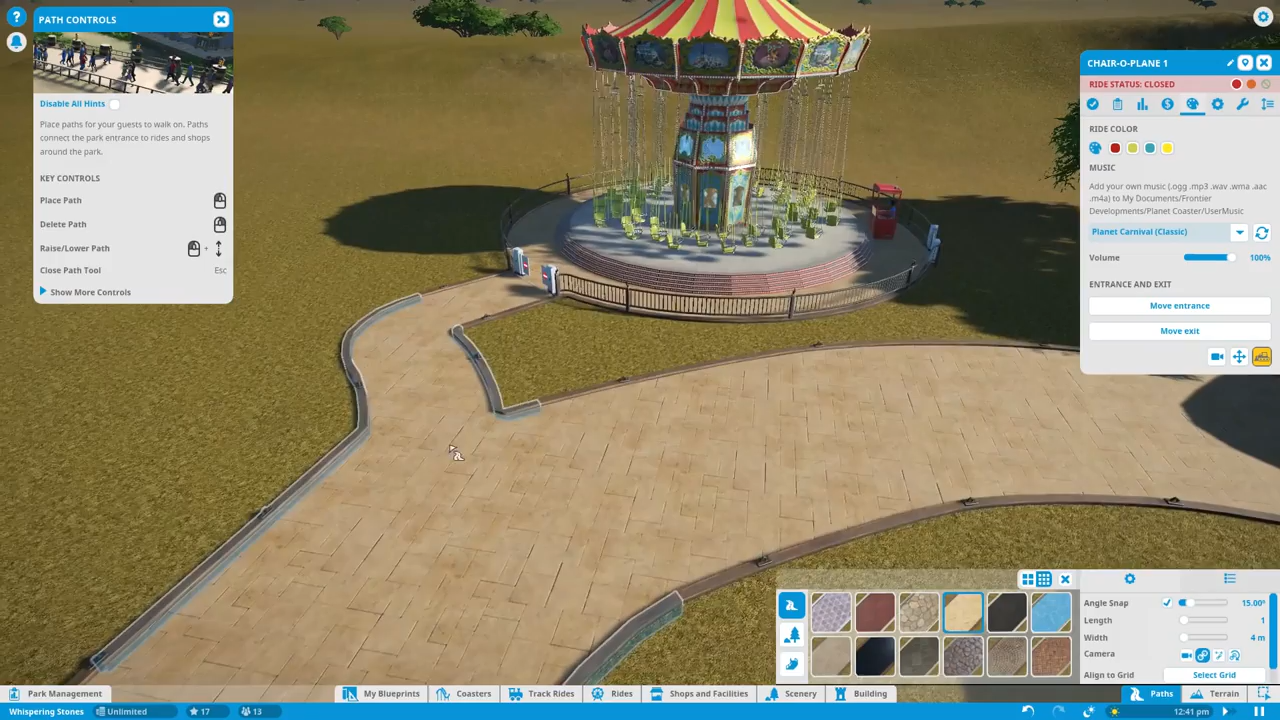 PATH CONTROLS
Disable All Hints
Place paths for your guests to walk on. Paths
connect the park entrance to rides and shops
around the park.
KEY CONTROLS
Place Path
Delete Path
Raise/Lower Path +
Close Path Tool Esc
Show More Controls
CHAIR-O-PLANE 1
RIDE STATUS: CLOSED
RIDE COLOR
MUSIC
Add your own music (.ogg .mp3 .wav .wma .aac
.m4a) to My Documents/Frontier
Developments/Planet Coaster/UserMusic
Planet Carnival (Classic)
Volume 100%
ENTRANCE AND EXIT
Move entrance
Move exit
Angle Snap 15.00°
Length 1
Width 4 m
Camera
Align to Grid Select Grid
Park Management My Blueprints Coasters Track Rides Rides Shops and Facilities Scenery Building Paths Terrain
Whispering Stones Unlimited 17 13 12:41 pm